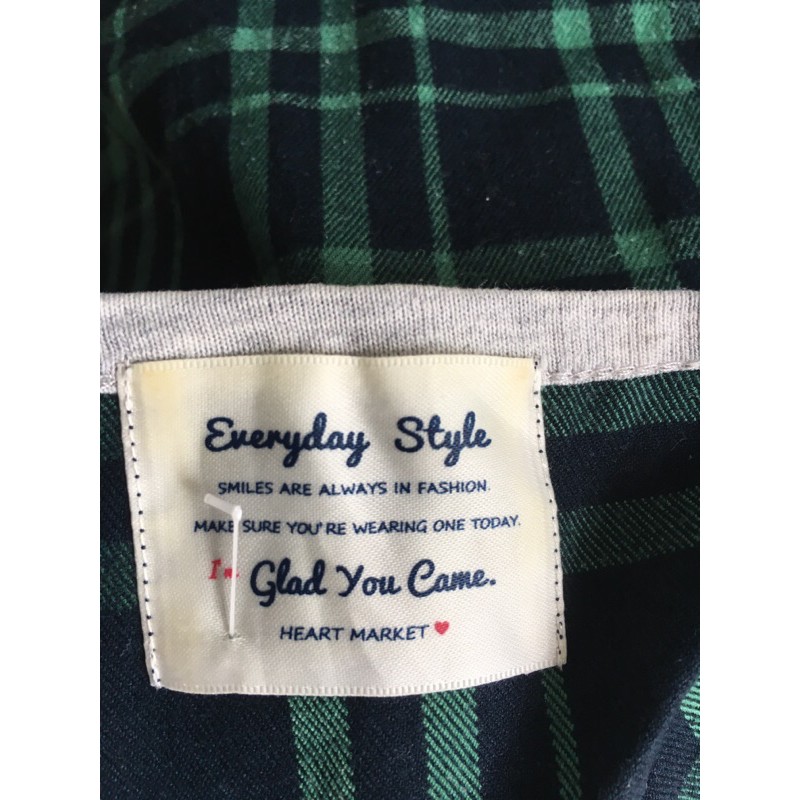 Everyday Style
SMILES ARE ALWAYS IN FASHION.
MAKE SURE YOU'RE WEARING ONE TODAY.
Glad You Came.
HEART MARKET